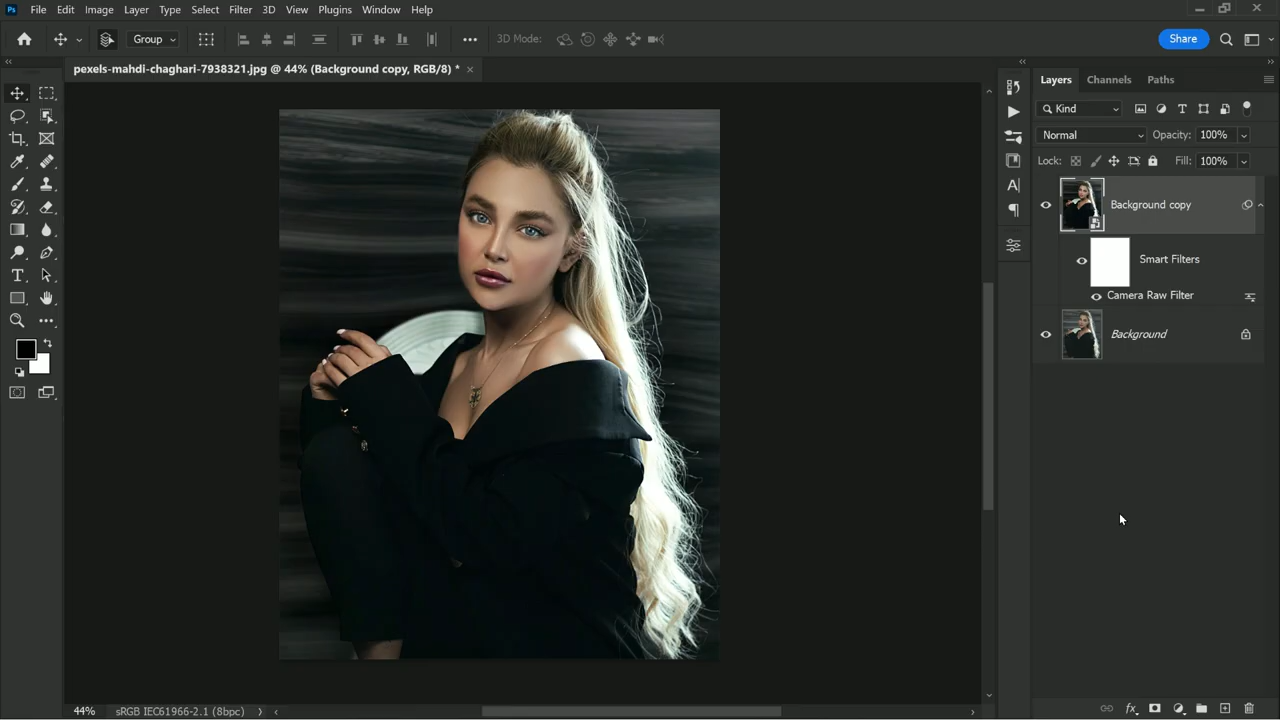 Ps File Edit Image Layer Type Select Filter 3D View Plugins Window Help
Group 3D Mode: Share
pexels-mahdi-chaghari-7938321.jpg @ 44% (Background copy, RGB/8) * ×
Layers Channels Paths
Kind
Normal Opacity: 100%
Lock: Fill: 100%
Background copy
Smart Filters
Camera Raw Filter
Background
44% sRGB IEC61966-2.1 (8bpc)